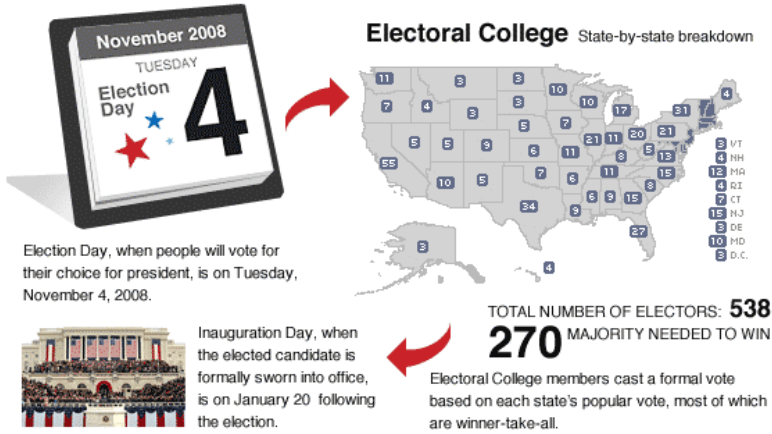 November 2008
TUESDAY
Election
Day
4
Election Day, when people will vote for
their choice for president, is on Tuesday,
November 4, 2008.
Electoral College State-by-state breakdown
11 3 3 10 4
7 4 3 3 10 17 31
5 5 9 5 7 21 11 20 21
55 6 11 8 5 13
10 5 7 6 11 15
34 9 6 9 15 8
27
3 4
3 VT
4 NH
12 MA
4 RI
7 CT
15 NJ
3 DE
10 MD
3 D.C.
TOTAL NUMBER OF ELECTORS: 538
270 MAJORITY NEEDED TO WIN
Electoral College members cast a formal vote
based on each state's popular vote, most of which
are winner-take-all.
Inauguration Day, when
the elected candidate is
formally sworn into office,
is on January 20 following
the election.